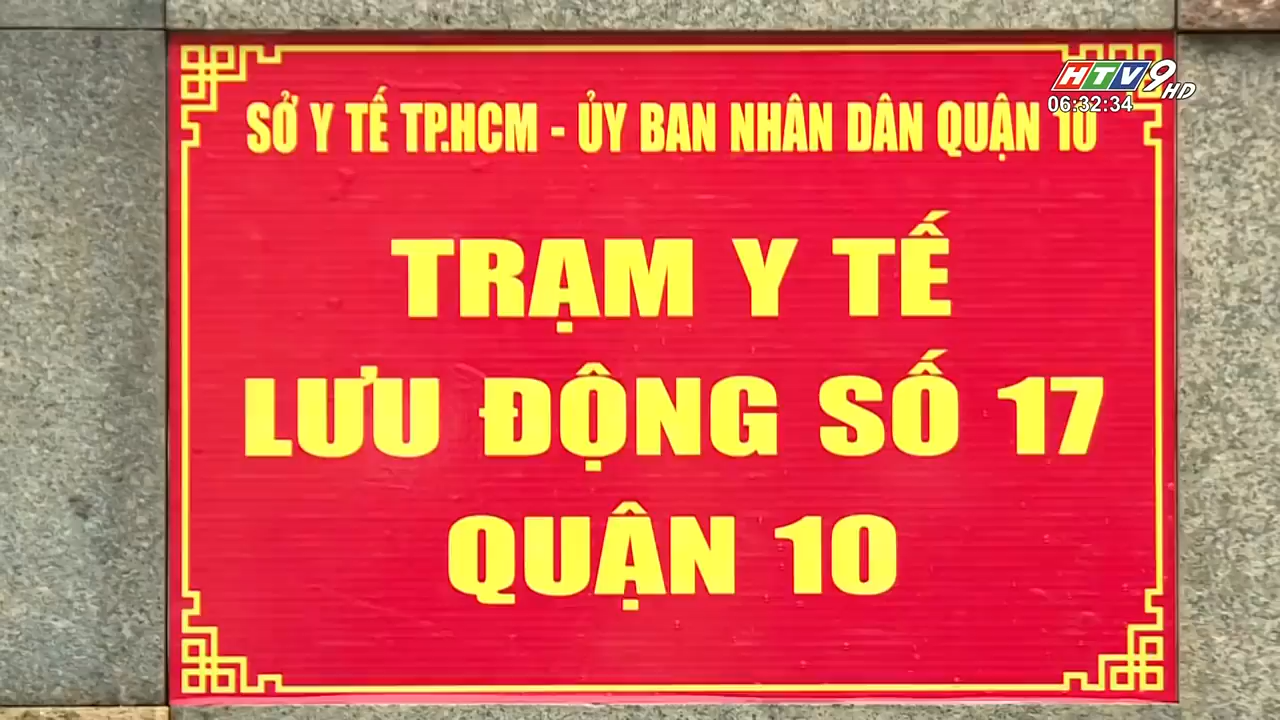 HTV9 HD
06:32:34
SỞ Y TẾ TP.HCM - ỦY BAN NHÂN DÂN QUẬN 10
TRẠM Y TẾ
LƯU ĐỘNG SỐ 17
QUẬN 10